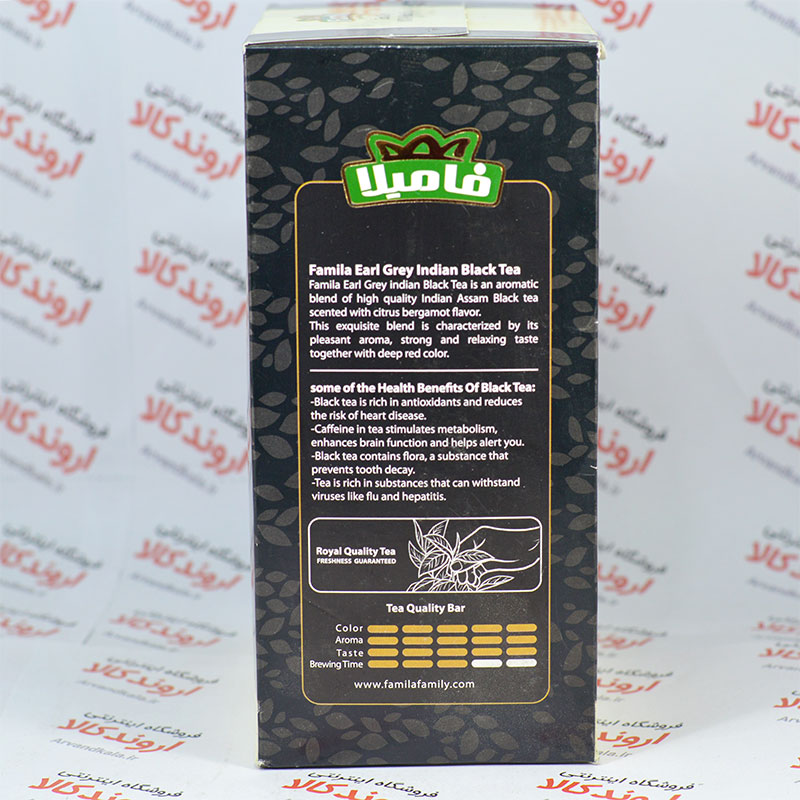 فامیلا
Famila Earl Grey Indian Black Tea
Famila Earl Grey indian Black Tea is an aromatic
blend of high quality Indian Assam Black tea
scented with citrus bergamot flavor.
This exquisite blend is characterized by its
pleasant aroma, strong and relaxing taste
together with deep red color.
some of the Health Benefits Of Black Tea:
-Black tea is rich in antioxidants and reduces
the risk of heart disease.
-Caffeine in tea stimulates metabolism,
enhances brain function and helps alert you.
-Black tea contains flora, a substance that
prevents tooth decay.
-Tea is rich in substances that can withstand
viruses like flu and hepatitis.
Royal Quality Tea
FRESHNESS GUARANTEED
Tea Quality Bar
Color
Aroma
Taste
Brewing Time
www.familafamily.com
فروشگاه اینترنتی
اروند کالا
Arvandkala.ir